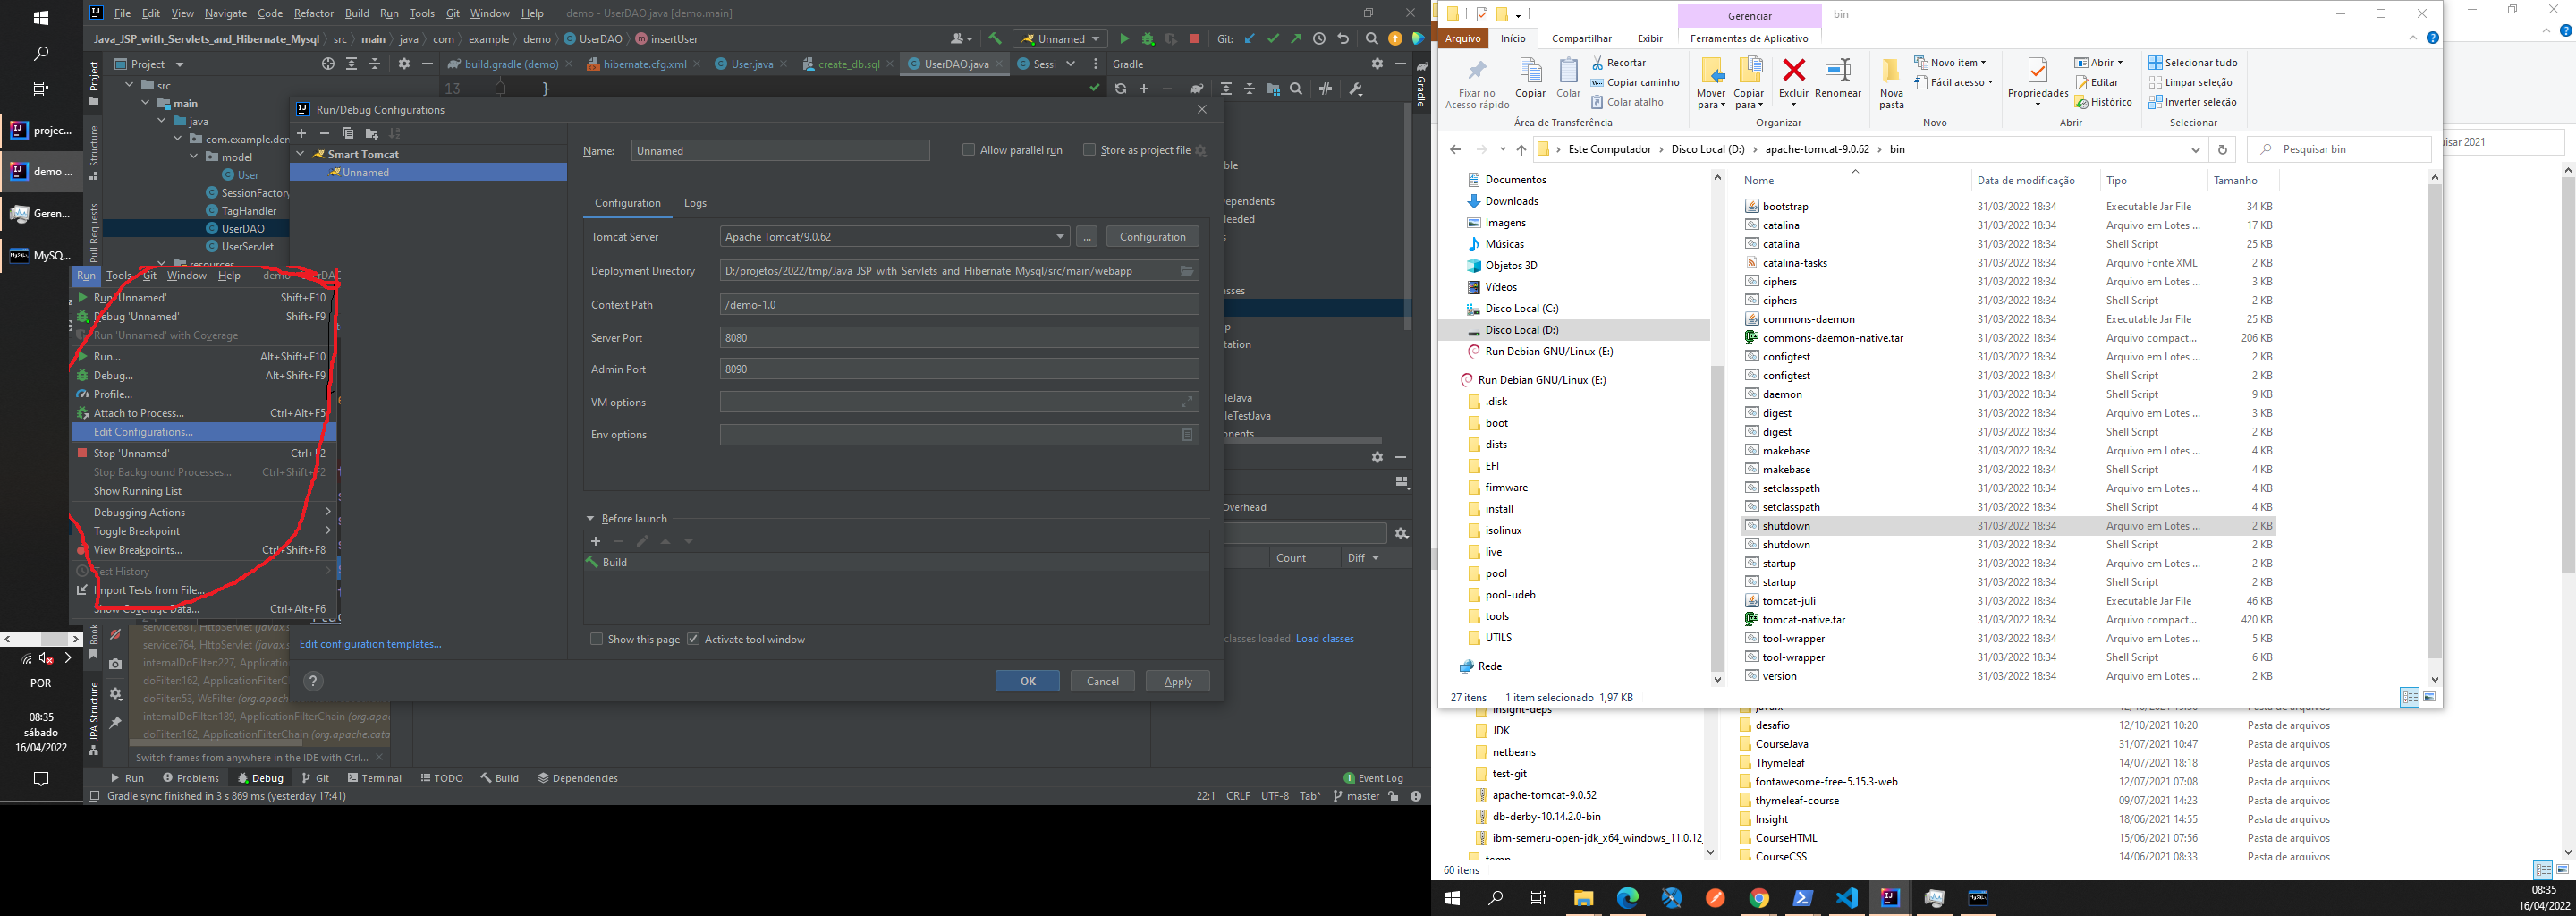 File Edit View Navigate Code Refactor Build Run Tools Git Window Help demo - UserDAO.java [demo.main]
Java_JSP_with_Servlets_and_Hibernate_Mysql src main java com example demo UserDAO insertUser Unnamed Git:
Project build.gradle (demo) hibernate.cfg.xml User.java create_db.sql UserDAO.java Sessi Gradle
13 }
Project
Structure
Pull Requests
Book
JPA Structure
Gradle
projec...
demo ...
Geren...
MySQ...
src
main
java
com.example.den
model
User
SessionFactory
TagHandler
UserDAO
UserServlet
resources
Run Tools Git Window Help demo
Run 'Unnamed' Shift+F10
Debug 'Unnamed' Shift+F9
Run 'Unnamed' with Coverage
Run... Alt+Shift+F10
Debug... Alt+Shift+F9
Profile...
Attach to Process... Ctrl+Alt+F5
Edit Configurations...
Stop 'Unnamed' Ctrl+F2
Stop Background Processes... Ctrl+Shift+F2
Show Running List
Debugging Actions
Toggle Breakpoint
View Breakpoints... Ctrl+Shift+F8
Test History
Import Tests from File...
Show Coverage Data... Ctrl+Alt+F6
service:681, HttpServlet (javax.s
service:764, HttpServlet (javax.s
internalDoFilter:227, Application
doFilter:162, ApplicationFilterChain
doFilter:53, WsFilter (org.apach
internalDoFilter:189, ApplicationFilterChain (org.apac
doFilter:162, ApplicationFilterChain (org.apache.cata
Switch frames from anywhere in the IDE with Ctrl...
Run/Debug Configurations
Smart Tomcat
Unnamed
Edit configuration templates...
Name: Unnamed Allow parallel run Store as project file
Configuration Logs
Tomcat Server Apache Tomcat/9.0.62 ... Configuration
Deployment Directory D:/projetos/2022/tmp/Java_JSP_with_Servlets_and_Hibernate_Mysql/src/main/webapp
Context Path /demo-1.0
Server Port 8080
Admin Port 8090
VM options
Env options
Before launch
Build
Show this page Activate tool window
OK Cancel Apply
ble
ependents
eeded
s
sses
p
tation
leJava
leTestJava
onents
Overhead
Count Diff
classes loaded. Load classes
Run Problems Debug Git Terminal TODO Build Dependencies 1 Event Log
Gradle sync finished in 3 s 869 ms (yesterday 17:41) 22:1 CRLF UTF-8 Tab* master
POR
08:35
sábado
16/04/2022
Gerenciar bin
Arquivo Início Compartilhar Exibir Ferramentas de Aplicativo
Fixar no Acesso rápido
Copiar
Colar
Recortar
Copiar caminho
Colar atalho
Mover para
Copiar para
Excluir
Renomear
Nova pasta
Novo item
Fácil acesso
Propriedades
Abrir
Editar
Histórico
Selecionar tudo
Limpar seleção
Inverter seleção
Área de Transferência Organizar Novo Abrir Selecionar
Este Computador Disco Local (D:) apache-tomcat-9.0.62 bin Pesquisar bin
uisar 2021
Documentos
Downloads
Imagens
Músicas
Objetos 3D
Vídeos
Disco Local (C:)
Disco Local (D:)
Run Debian GNU/Linux (E:)
Run Debian GNU/Linux (E:)
.disk
boot
dists
EFI
firmware
install
isolinux
live
pool
pool-udeb
tools
UTILS
Rede
Nome Data de modificação Tipo Tamanho
bootstrap 31/03/2022 18:34 Executable Jar File 34 KB
catalina 31/03/2022 18:34 Arquivo em Lotes ... 17 KB
catalina 31/03/2022 18:34 Shell Script 25 KB
catalina-tasks 31/03/2022 18:34 Arquivo Fonte XML 2 KB
ciphers 31/03/2022 18:34 Arquivo em Lotes ... 3 KB
ciphers 31/03/2022 18:34 Shell Script 2 KB
commons-daemon 31/03/2022 18:34 Executable Jar File 25 KB
commons-daemon-native.tar 31/03/2022 18:34 Arquivo compact... 206 KB
configtest 31/03/2022 18:34 Arquivo em Lotes ... 2 KB
configtest 31/03/2022 18:34 Shell Script 2 KB
daemon 31/03/2022 18:34 Shell Script 9 KB
digest 31/03/2022 18:34 Arquivo em Lotes ... 3 KB
digest 31/03/2022 18:34 Shell Script 2 KB
makebase 31/03/2022 18:34 Arquivo em Lotes ... 4 KB
makebase 31/03/2022 18:34 Shell Script 4 KB
setclasspath 31/03/2022 18:34 Arquivo em Lotes ... 4 KB
setclasspath 31/03/2022 18:34 Shell Script 4 KB
shutdown 31/03/2022 18:34 Arquivo em Lotes ... 2 KB
shutdown 31/03/2022 18:34 Shell Script 2 KB
startup 31/03/2022 18:34 Arquivo em Lotes ... 2 KB
startup 31/03/2022 18:34 Shell Script 2 KB
tomcat-juli 31/03/2022 18:34 Executable Jar File 46 KB
tomcat-native.tar 31/03/2022 18:34 Arquivo compact... 420 KB
tool-wrapper 31/03/2022 18:34 Arquivo em Lotes ... 5 KB
tool-wrapper 31/03/2022 18:34 Shell Script 6 KB
version 31/03/2022 18:34 Arquivo em Lotes ... 2 KB
27 itens 1 item selecionado 1,97 KB
insight-deps
JDK
netbeans
test-git
apache-tomcat-9.0.52
db-derby-10.14.2.0-bin
ibm-semeru-open-jdk_x64_windows_11.0.12_
temp
desafio 12/10/2021 10:20 Pasta de arquivos
CourseJava 31/07/2021 10:47 Pasta de arquivos
Thymeleaf 14/07/2021 18:18 Pasta de arquivos
fontawesome-free-5.15.3-web 12/07/2021 07:08 Pasta de arquivos
thymeleaf-course 09/07/2021 14:23 Pasta de arquivos
Insight 18/06/2021 14:55 Pasta de arquivos
CourseHTML 15/06/2021 07:56 Pasta de arquivos
CourseCSS 14/06/2021 08:33 Pasta de arquivos
60 itens
08:35
16/04/2022